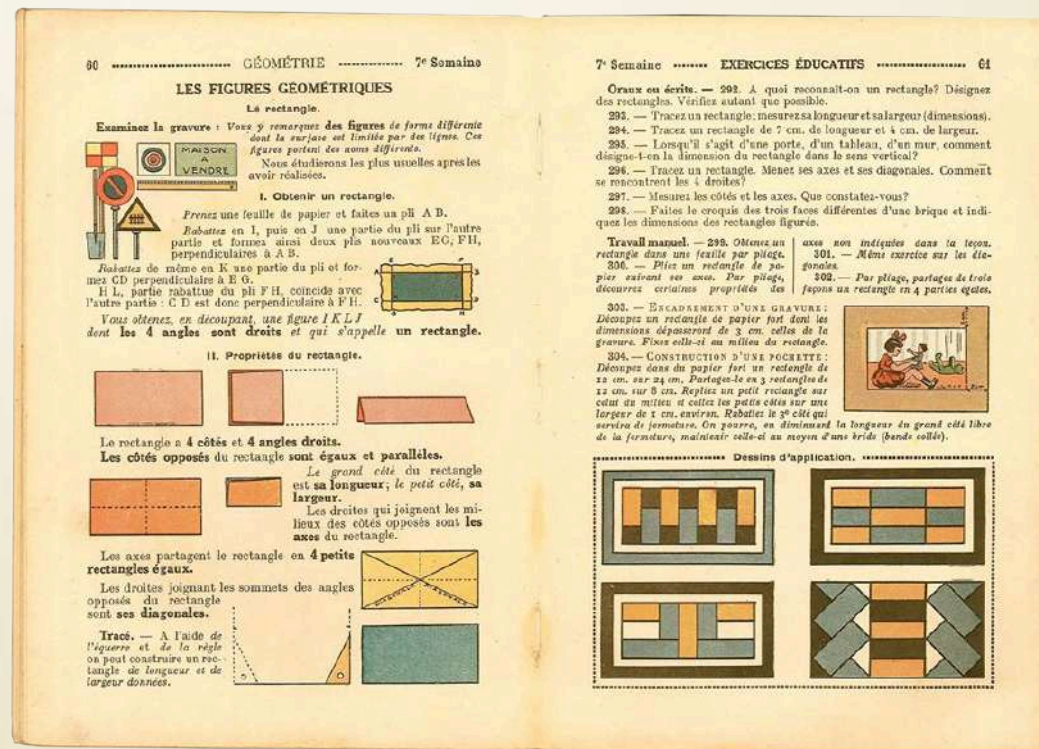 60 GÉOMÉTRIE 7e Semaine
LES FIGURES GÉOMÉTRIQUES
Le rectangle.
Examinez la gravure : Vous y remarquez des figures de forme différente
dont la surface est limitée par des lignes. Ces
figures portent des noms différents.
MAISON
A
VENDRE
Nous étudierons les plus usuelles après les
avoir réalisées.
I. Obtenir un rectangle.
Prenez une feuille de papier et faites un pli A B.
Rabattez en I, puis en J une partie du pli sur l'autre
partie et formez ainsi deux plis nouveaux EG, FH,
perpendiculaires à A B.
Rabattez de même en K une partie du pli et for-
mez CD perpendiculaire à E G.
H L, partie rabattue du pli F H, coïncide avec
l'autre partie : C D est donc perpendiculaire à F H.
Vous obtenez, en découpant, une figure I K L J
dont les 4 angles sont droits et qui s'appelle un rectangle.
II. Propriétés du rectangle.
Le rectangle a 4 côtés et 4 angles droits.
Les côtés opposés du rectangle sont égaux et parallèles.
Le grand côté du rectangle
est sa longueur; le petit côté, sa
largeur.
Les droites qui joignent les mi-
lieux des côtés opposés sont les
axes du rectangle.
Les axes partagent le rectangle en 4 petits
rectangles égaux.
Les droites joignant les sommets des angles
opposés du rectangle
sont ses diagonales.
Tracé. — A l'aide de
l'équerre et de la règle
on peut construire un rec-
tangle de longueur et de
largeur données.
7e Semaine EXERCICES ÉDUCATIFS 61
Oraux ou écrits. — 292. A quoi reconnaît-on un rectangle? Désignez
des rectangles. Vérifiez autant que possible.
293. — Tracez un rectangle; mesurez sa longueur et sa largeur (dimensions).
294. — Tracez un rectangle de 7 cm. de longueur et 4 cm. de largeur.
295. — Lorsqu'il s'agit d'une porte, d'un tableau, d'un mur, comment
désigne-t-on la dimension du rectangle dans le sens vertical?
296. — Tracez un rectangle. Menez ses axes et ses diagonales. Comment
se rencontrent les 4 droites?
297. — Mesurez les côtés et les axes. Que constatez-vous?
298. — Faites le croquis des trois faces différentes d'une brique et indi-
quez les dimensions des rectangles figurés.
Travail manuel. — 299. Obtenez un
rectangle dans une feuille par pliage.
300. — Pliez un rectangle de pa-
pier suivant ses axes. Par pliage,
découvrez certaines propriétés des
axes non indiquées dans la leçon.
301. — Même exercice sur les dia-
gonales.
302. — Par pliage, partagez de trois
façons un rectangle en 4 parties égales.
303. — ENCADREMENT D'UNE GRAVURE :
Découpez un rectangle de papier fort dont les
dimensions dépasseront de 3 cm. celles de la
gravure. Fixez celle-ci au milieu du rectangle.
304. — CONSTRUCTION D'UNE POCHETTE :
Découpez dans du papier fort un rectangle de
12 cm. sur 24 cm. Partagez-le en 3 rectangles de
12 cm. sur 8 cm. Repliez un petit rectangle sur
celui du milieu et collez les petits côtés sur une
largeur de 1 cm. environ. Rabattez le 3e côté qui
servira de fermeture. On pourra, en diminuant la longueur du grand côté libre
de la fermeture, maintenir celle-ci au moyen d'une bride (bande collée).
Dessins d'application.